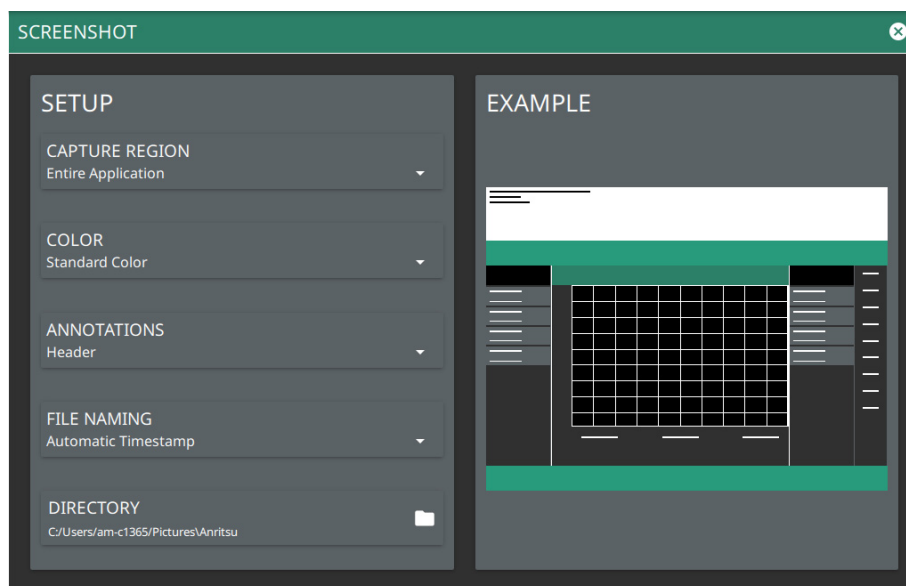 SCREENSHOT
SETUP
CAPTURE REGION
Entire Application
COLOR
Standard Color
ANNOTATIONS
Header
FILE NAMING
Automatic Timestamp
DIRECTORY
C:/Users/am-c1365/Pictures\Anritsu
EXAMPLE